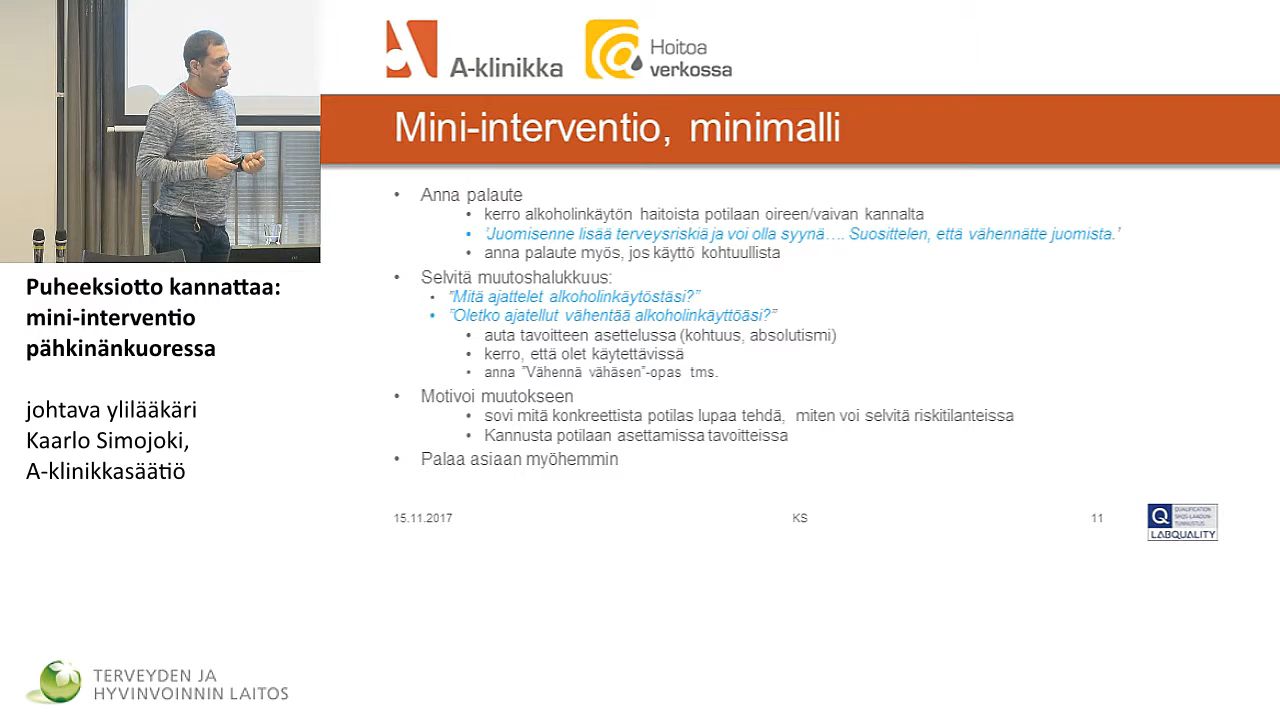 A-klinikka
Hoitoa
verkossa
Mini-interventio, minimalli
• Anna palaute
• kerro alkoholinkäytön haitoista potilaan oireen/vaivan kannalta
• 'Juomisenne lisää terveysriskiä ja voi olla syynä…. Suosittelen, että vähennätte juomista.'
• anna palaute myös, jos käyttö kohtuullista
• Selvitä muutoshalukkuus:
• "Mitä ajattelet alkoholinkäytöstäsi?"
• "Oletko ajatellut vähentää alkoholinkäyttöäsi?"
• auta tavoitteen asettelussa (kohtuus, absolutismi)
• kerro, että olet käytettävissä
• anna "Vähennä vähäsen"-opas tms.
• Motivoi muutokseen
• sovi mitä konkreettista potilas lupaa tehdä, miten voi selvitä riskitilanteissa
• Kannusta potilaan asettamissa tavoitteissa
• Palaa asiaan myöhemmin
15.11.2017
KS
11
Q
QUALIFICATION
LABQUALITY
Puheeksiotto kannattaa:
mini-interventio
pähkinänkuoressa
johtava ylilääkäri
Kaarlo Simojoki,
A-klinikkasäätiö
TERVEYDEN JA
HYVINVOINNIN LAITOS